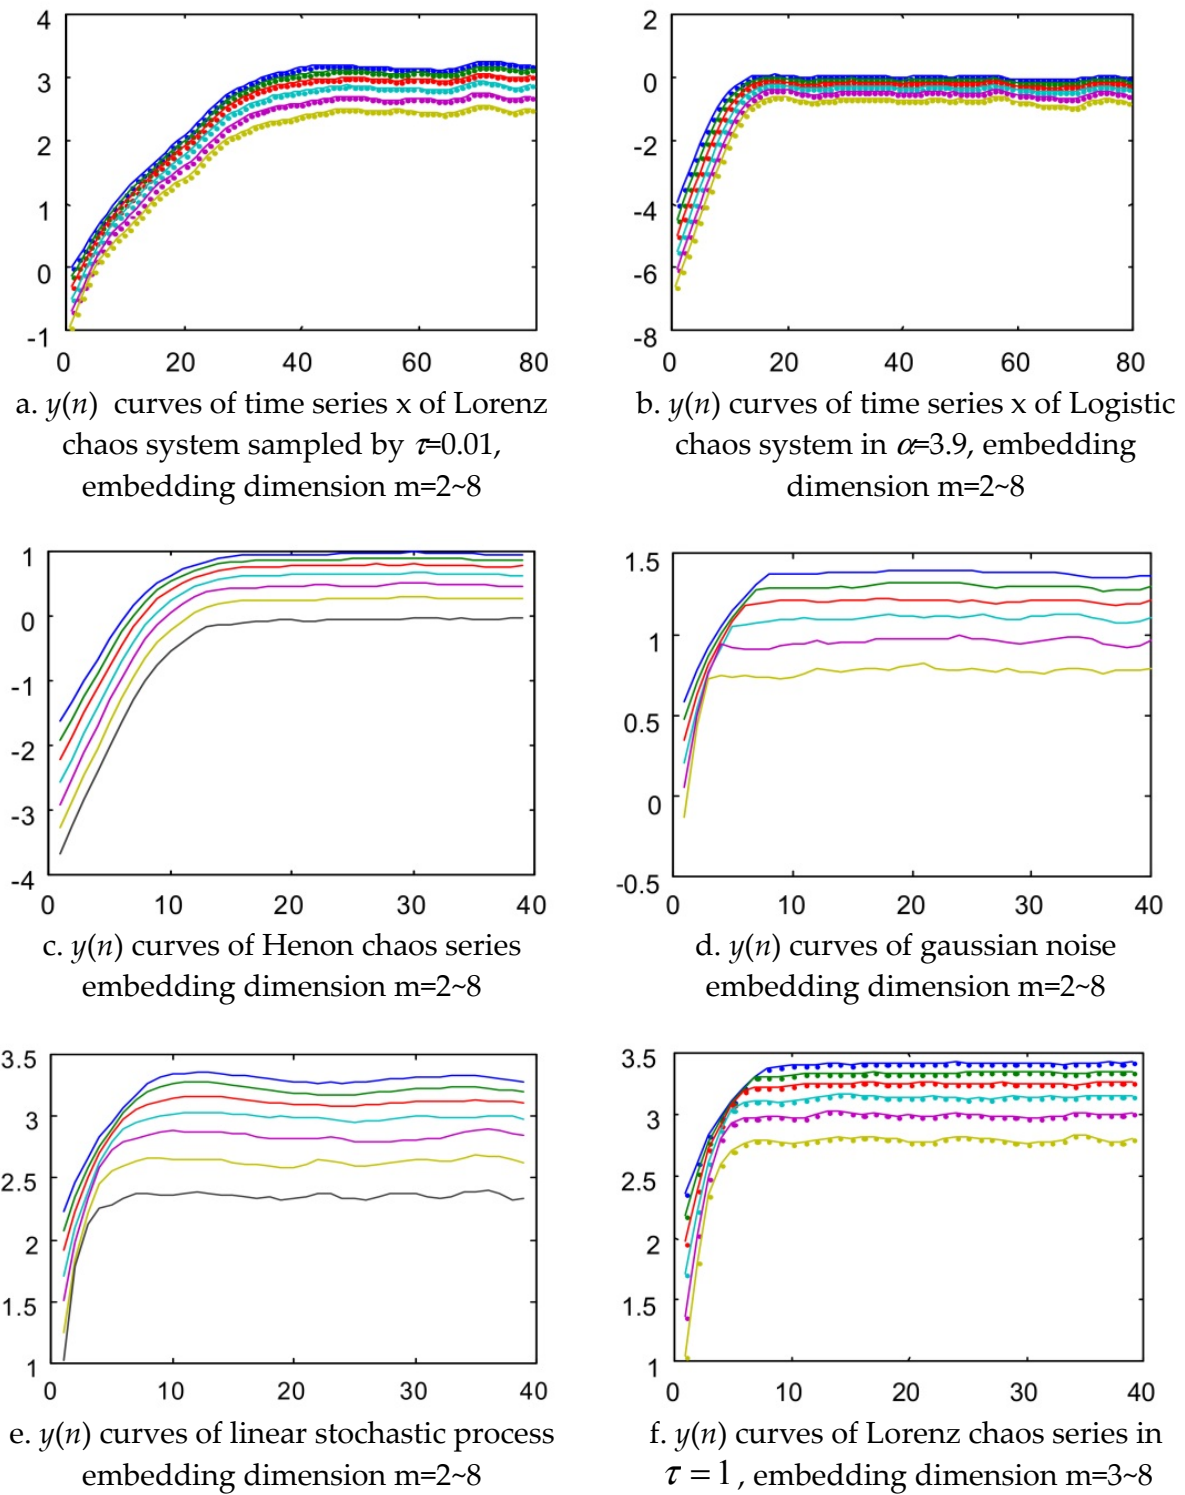 4
3
2
1
0
-1
0 20 40 60 80
2
0
-2
-4
-6
-8
0 20 40 60 80
a. y(n) curves of time series x of Lorenz
chaos system sampled by τ=0.01,
embedding dimension m=2~8
b. y(n) curves of time series x of Logistic
chaos system in α=3.9, embedding
dimension m=2~8
1
0
-1
-2
-3
-4
0 10 20 30 40
1.5
1
0.5
0
-0.5
0 10 20 30 40
c. y(n) curves of Henon chaos series
embedding dimension m=2~8
d. y(n) curves of gaussian noise
embedding dimension m=2~8
3.5
3
2.5
2
1.5
1
0 10 20 30 40
3.5
3
2.5
2
1.5
1
0 10 20 30 40
e. y(n) curves of linear stochastic process
embedding dimension m=2~8
f. y(n) curves of Lorenz chaos series in
τ = 1, embedding dimension m=3~8